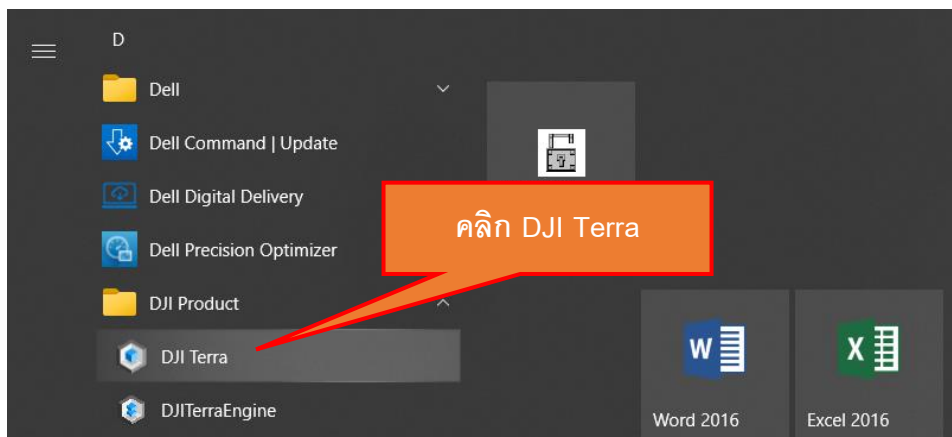 D
Dell
Dell Command | Update
Dell Digital Delivery
คลิก DJI Terra
Dell Precision Optimizer
DJI Product
DJI Terra
DJITerraEngine
Word 2016
Excel 2016